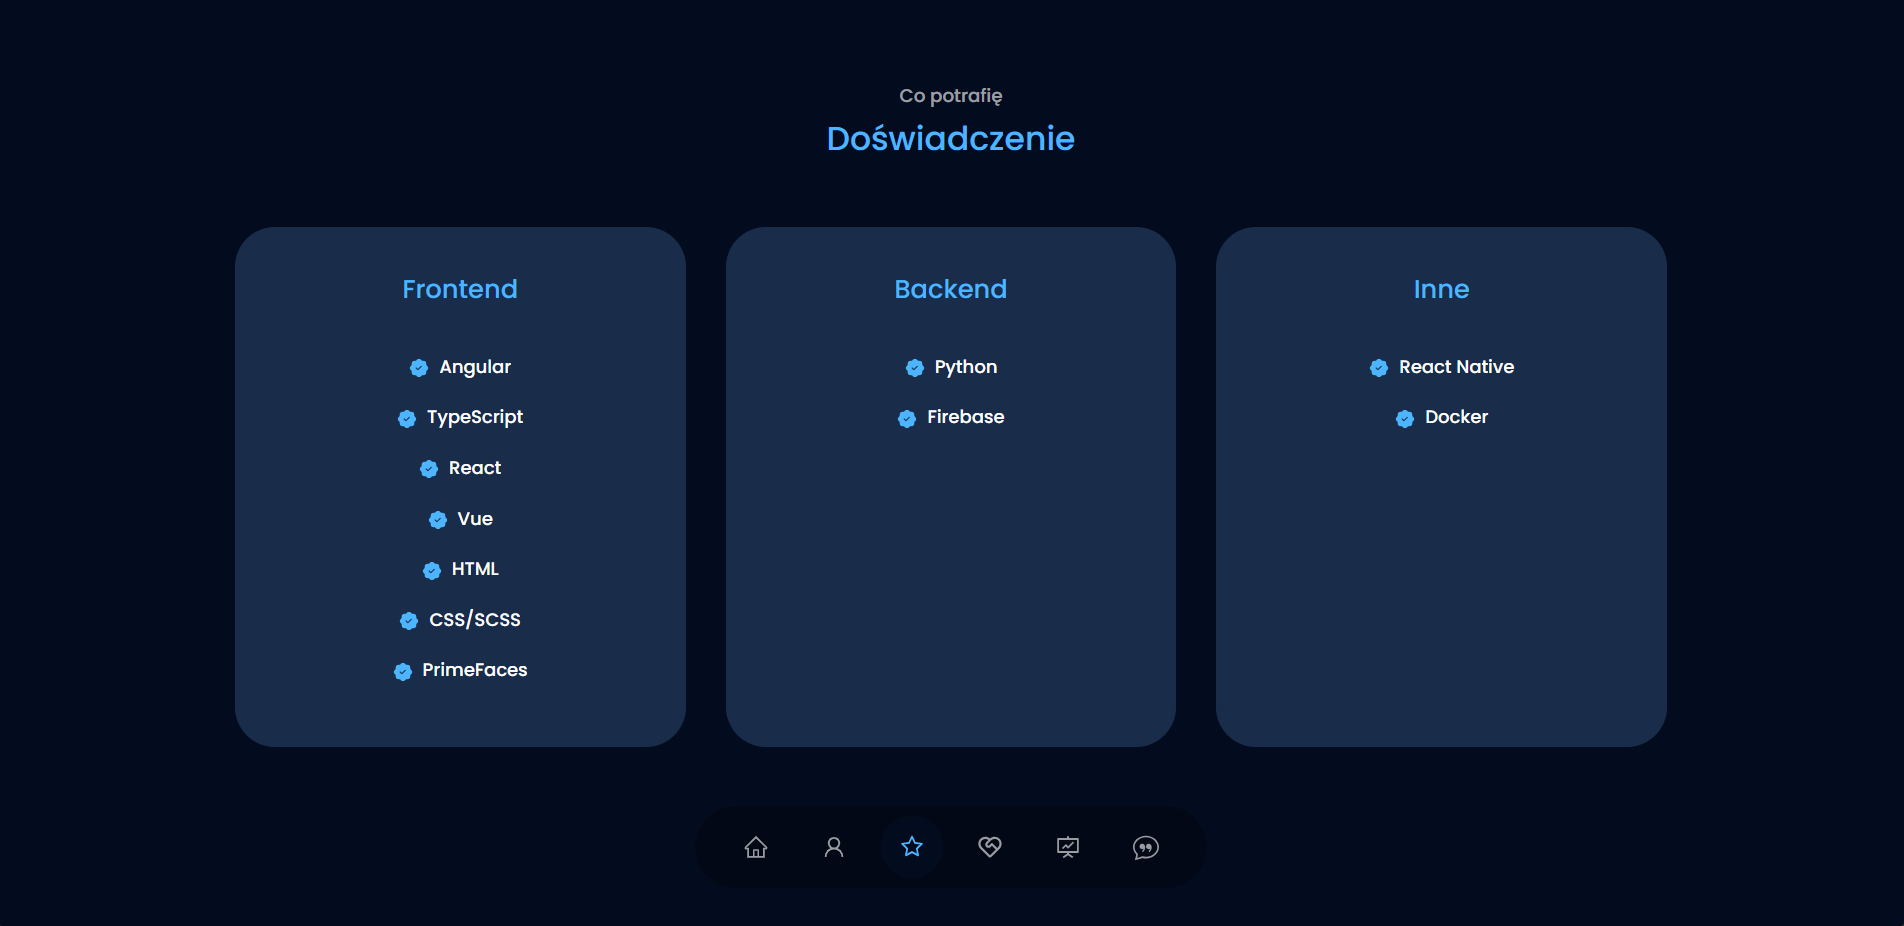 Co potrafię
Doświadczenie
Frontend
Angular
TypeScript
React
Vue
HTML
CSS/SCSS
PrimeFaces
Backend
Python
Firebase
Inne
React Native
Docker